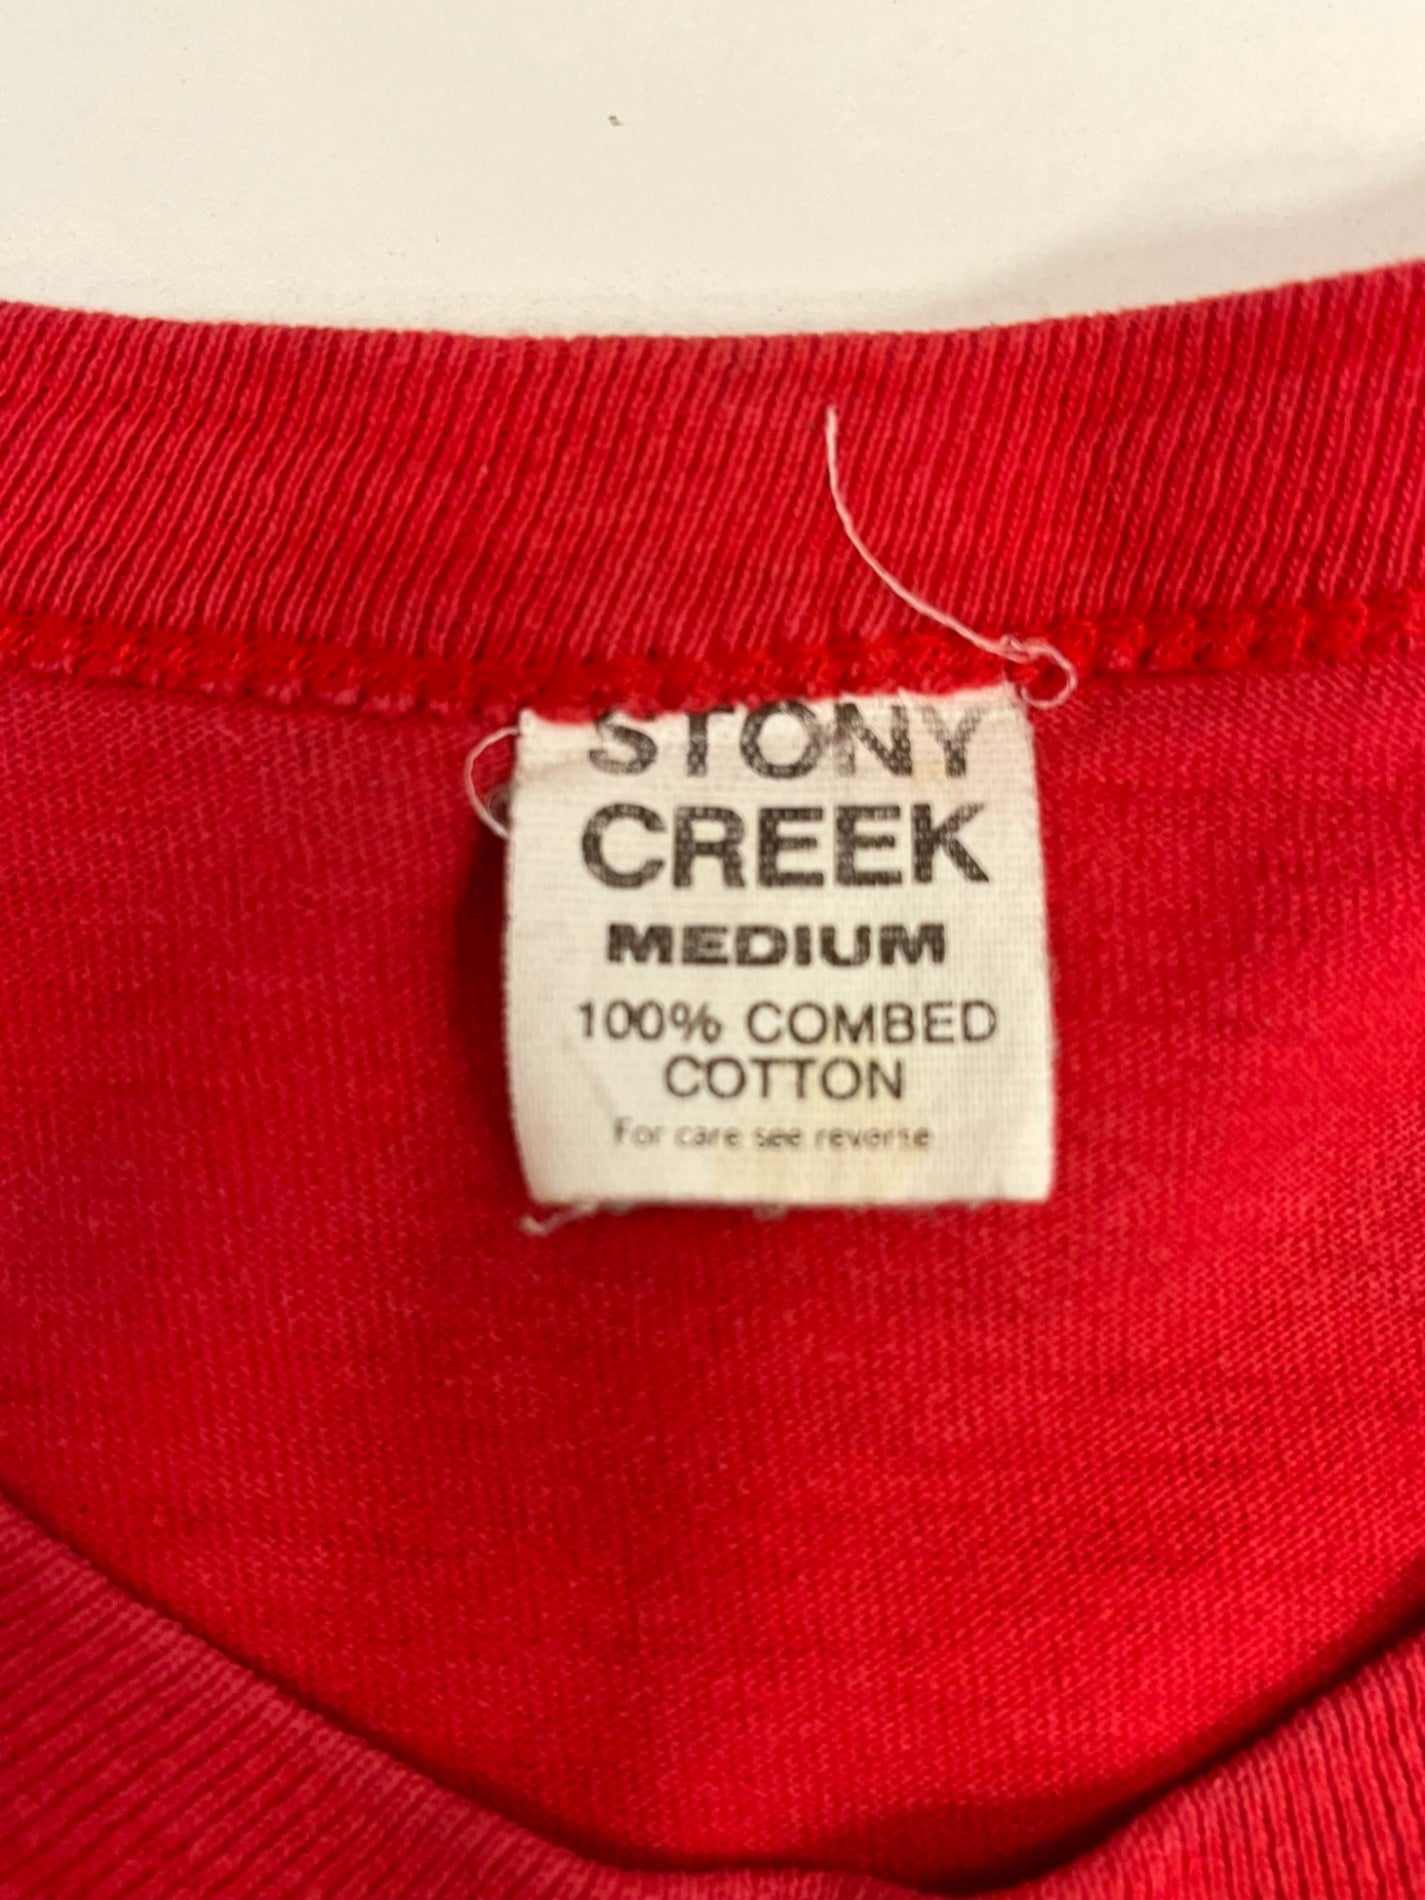 STONY
CREEK
MEDIUM
100% COMBED
COTTON
For care see reverse